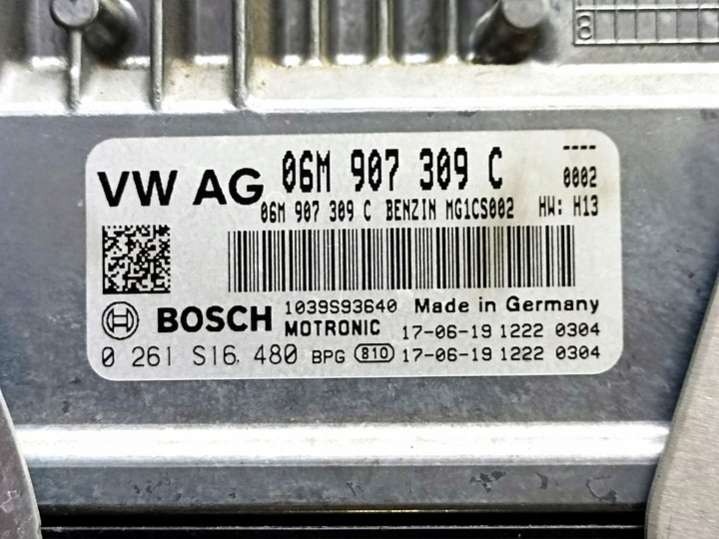 8
06M 907 309 C ----
VW AG 0002
06M 907 309 C BENZIN MG1CS002 HW: H13
1039S93640 Made in Germany
BOSCH MOTRONIC 17-06-19 1222 0304
0 261 S16 480 BPG 810 17-06-19 1222 0304